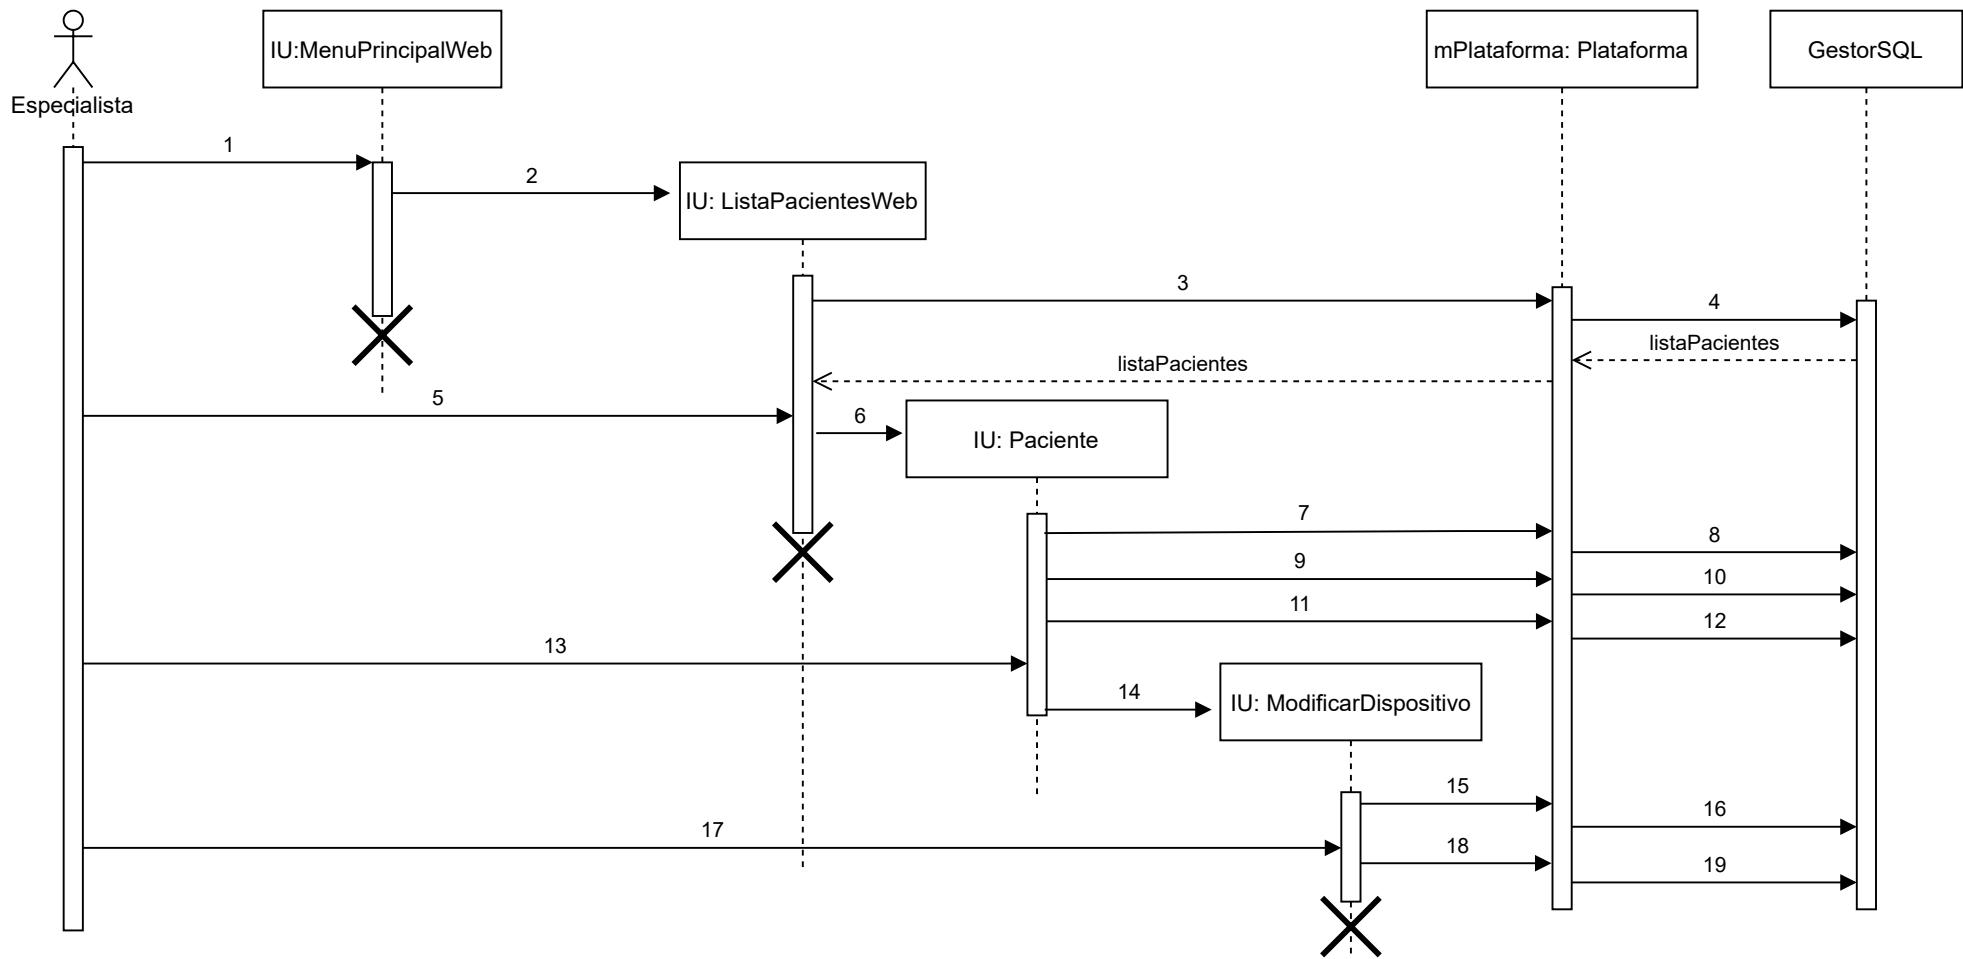 Especialista
IU:MenuPrincipalWeb
mPlataforma: Plataforma
GestorSQL
1
2
IU: ListaPacientesWeb
3
4
listaPacientes
listaPacientes
5
6
IU: Paciente
7
8
9
10
11
12
13
14
IU: ModificarDispositivo
15
16
17
18
19